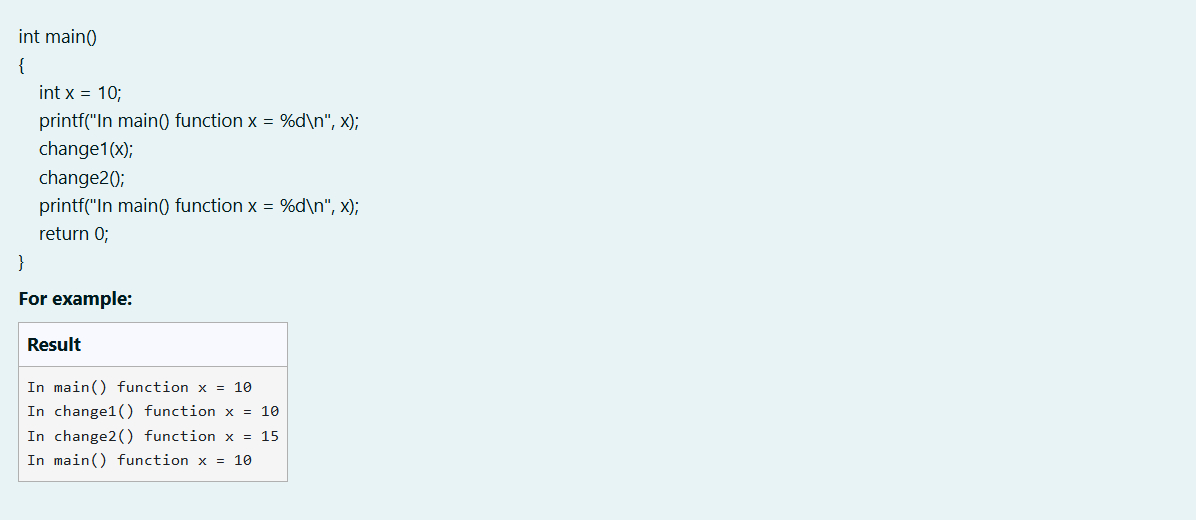 int main()
{
int x = 10;
printf("In main() function x = %d\n", x);
change1(x);
change2();
printf("In main() function x = %d\n", x);
return 0;
}
For example:
Result
In main() function x = 10
In change1() function x = 10
In change2() function x = 15
In main() function x = 10